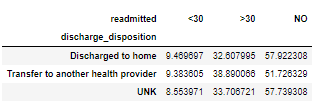 readmitted <30 >30 NO
discharge_disposition
Discharged to home 9.469697 32.607995 57.922308
Transfer to another health provider 9.383605 38.890066 51.726329
UNK 8.553971 33.706721 57.739308